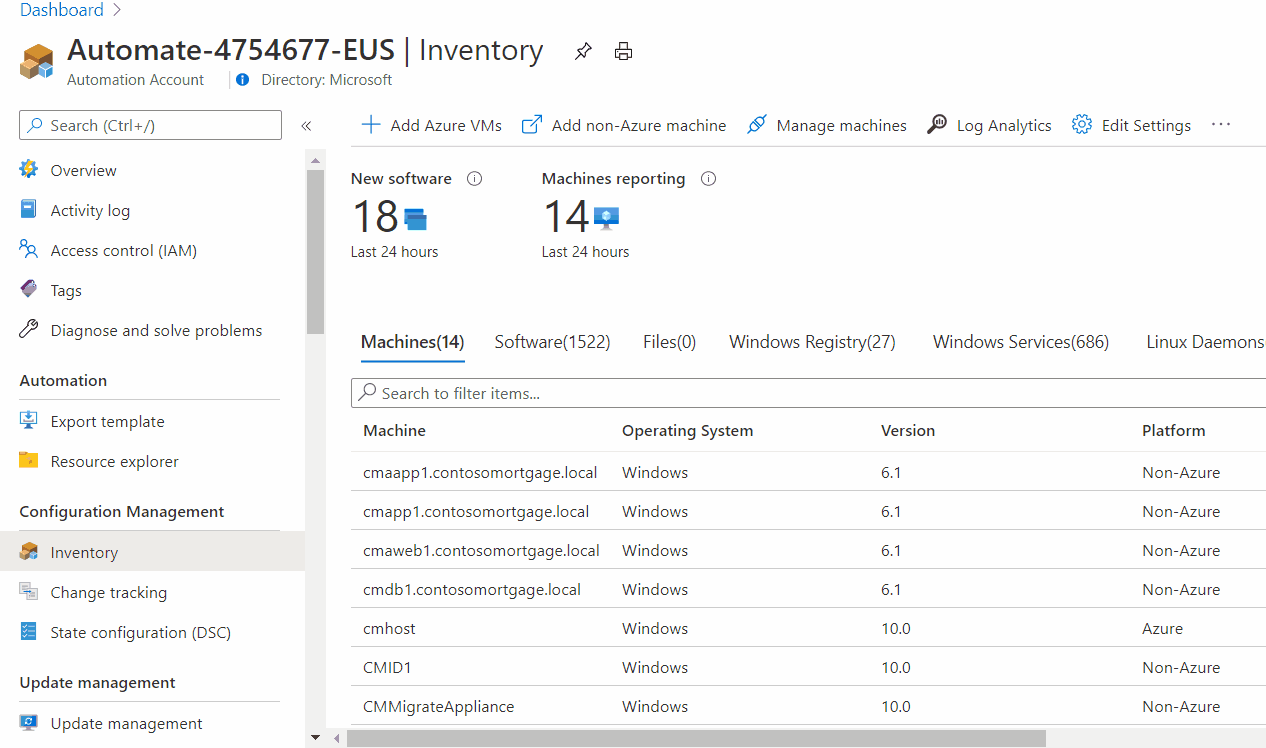 Dashboard
Automate-4754677-EUS | Inventory
Automation Account
Directory: Microsoft
Search (Ctrl+/)
Overview
Activity log
Access control (IAM)
Tags
Diagnose and solve problems
Automation
Export template
Resource explorer
Configuration Management
Inventory
Change tracking
State configuration (DSC)
Update management
Update management
Add Azure VMs Add non-Azure machine Manage machines Log Analytics Edit Settings ...
New software Machines reporting
18 14
Last 24 hours Last 24 hours
Machines(14) Software(1522) Files(0) Windows Registry(27) Windows Services(686) Linux Daemons
Search to filter items...
Machine Operating System Version Platform
cmaapp1.contosomortgage.local Windows 6.1 Non-Azure
cmapp1.contosomortgage.local Windows 6.1 Non-Azure
cmaweb1.contosomortgage.local Windows 6.1 Non-Azure
cmdb1.contosomortgage.local Windows 6.1 Non-Azure
cmhost Windows 10.0 Azure
CMID1 Windows 10.0 Non-Azure
CMMigrateAppliance Windows 10.0 Non-Azure